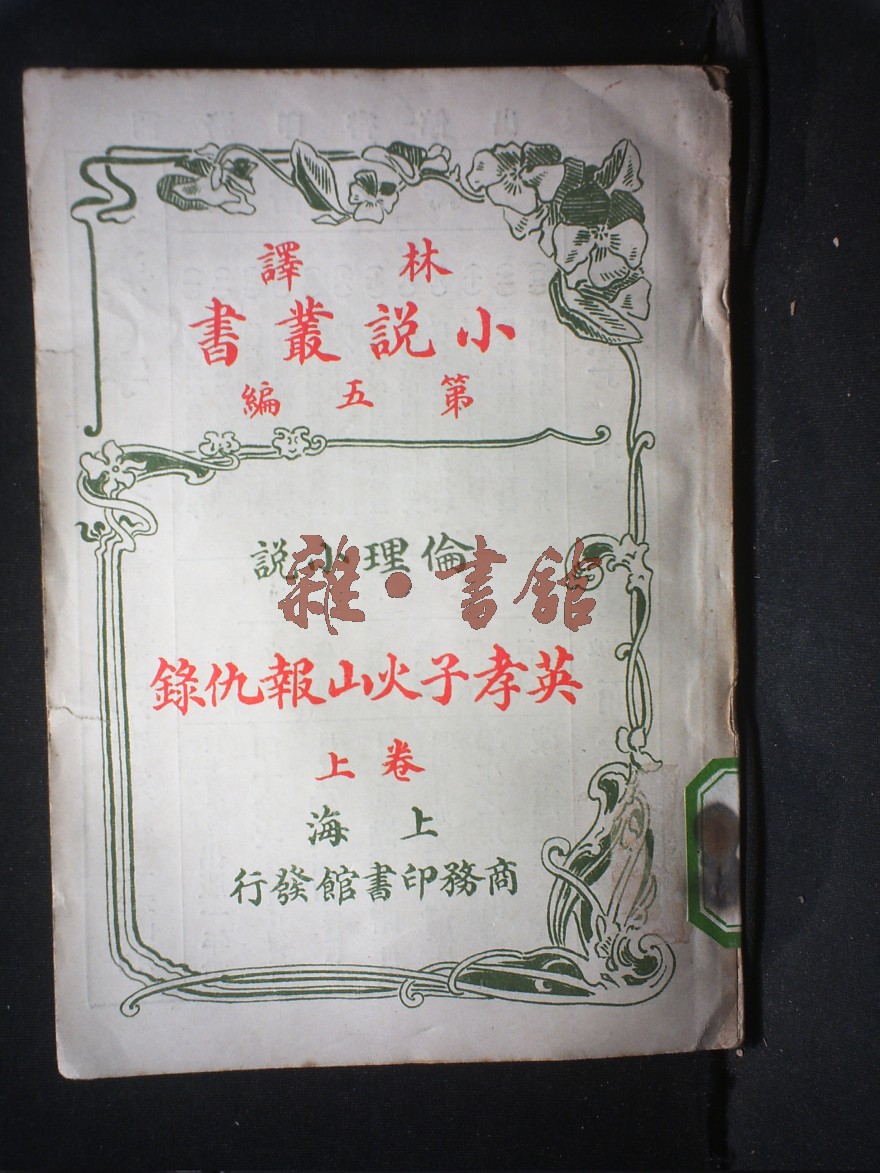 林譯
小說叢書
第五編
倫理小說
雜·書館
英孝子火山報仇錄
卷上
上海
商務印書館發行